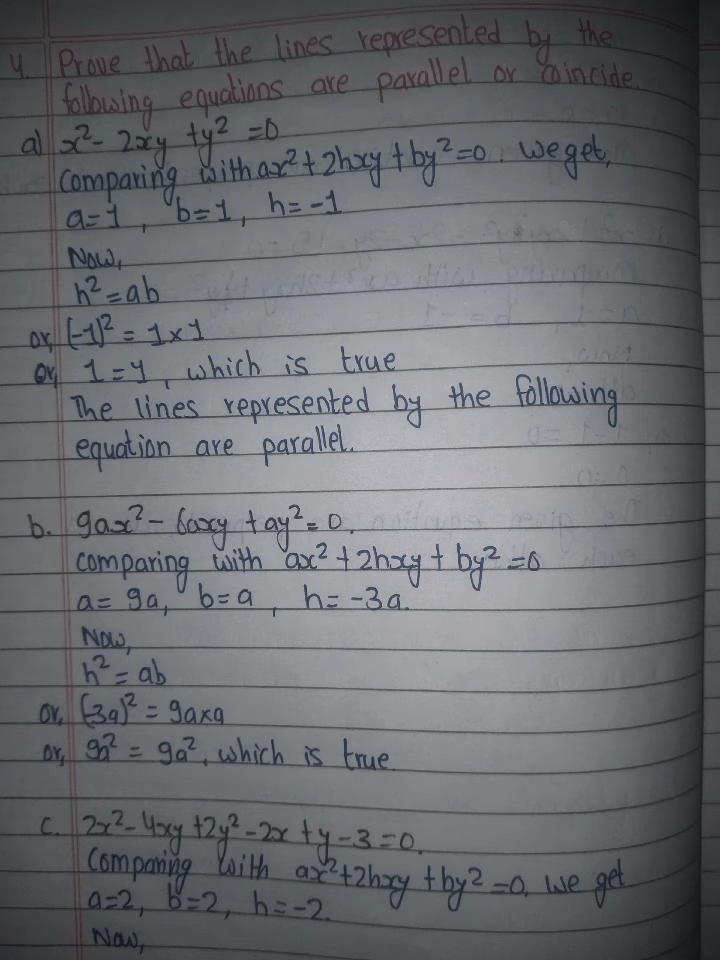 4. Prove that the lines represented by the
following equations are parallel or coincide.
a) x² - 2xy + y² = 0
Comparing with ax² + 2hxy + by² = 0. We get,
a = 1, b = 1, h = -1
Now,
h² = ab
or, (-1)² = 1 × 1
or, 1 = 1, which is true
The lines represented by the following
equation are parallel.
b. 9ax² - 6axy + ay² = 0.
comparing with ax² + 2hxy + by² = 0
a = 9a, b = a, h = -3a.
Now,
h² = ab
or, (-3a)² = 9a×a
or, 9a² = 9a², which is true
c. 2x² - 4xy + 2y² - 2x + y - 3 = 0.
Comparing with ax² + 2hxy + by² = 0. We get
a = 2, b = 2, h = -2.
Now,